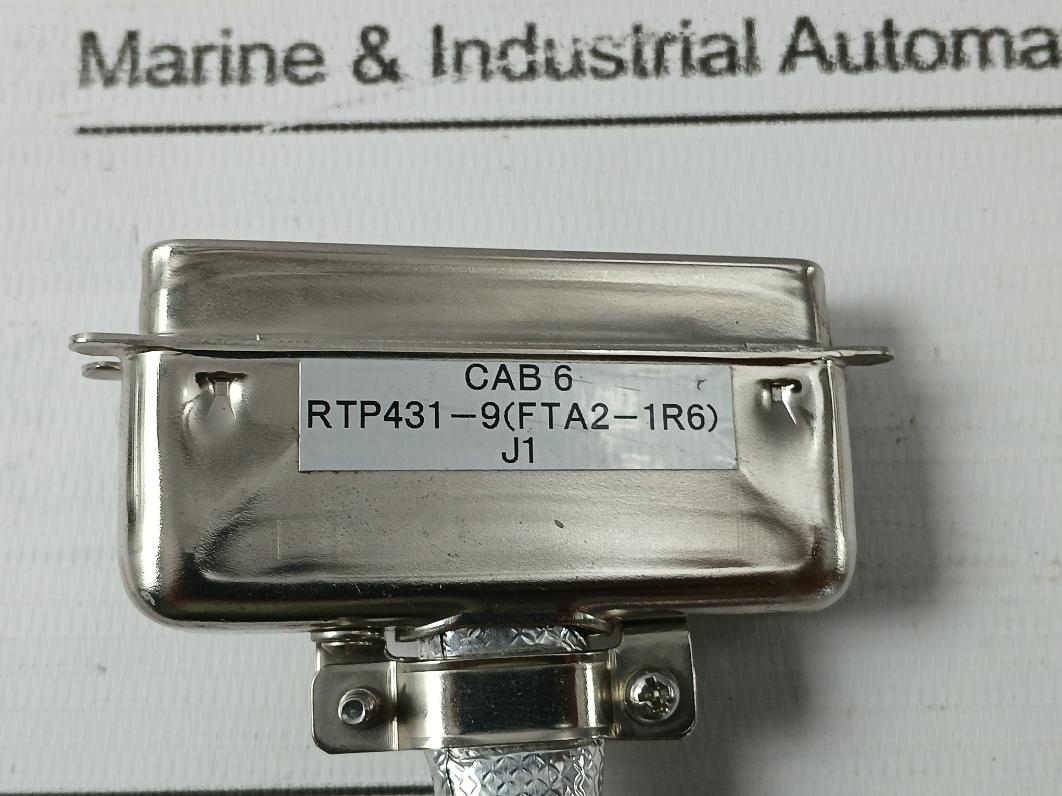 Marine & Industrial Automa
CAB 6
RTP431-9(FTA2-1R6)
J1